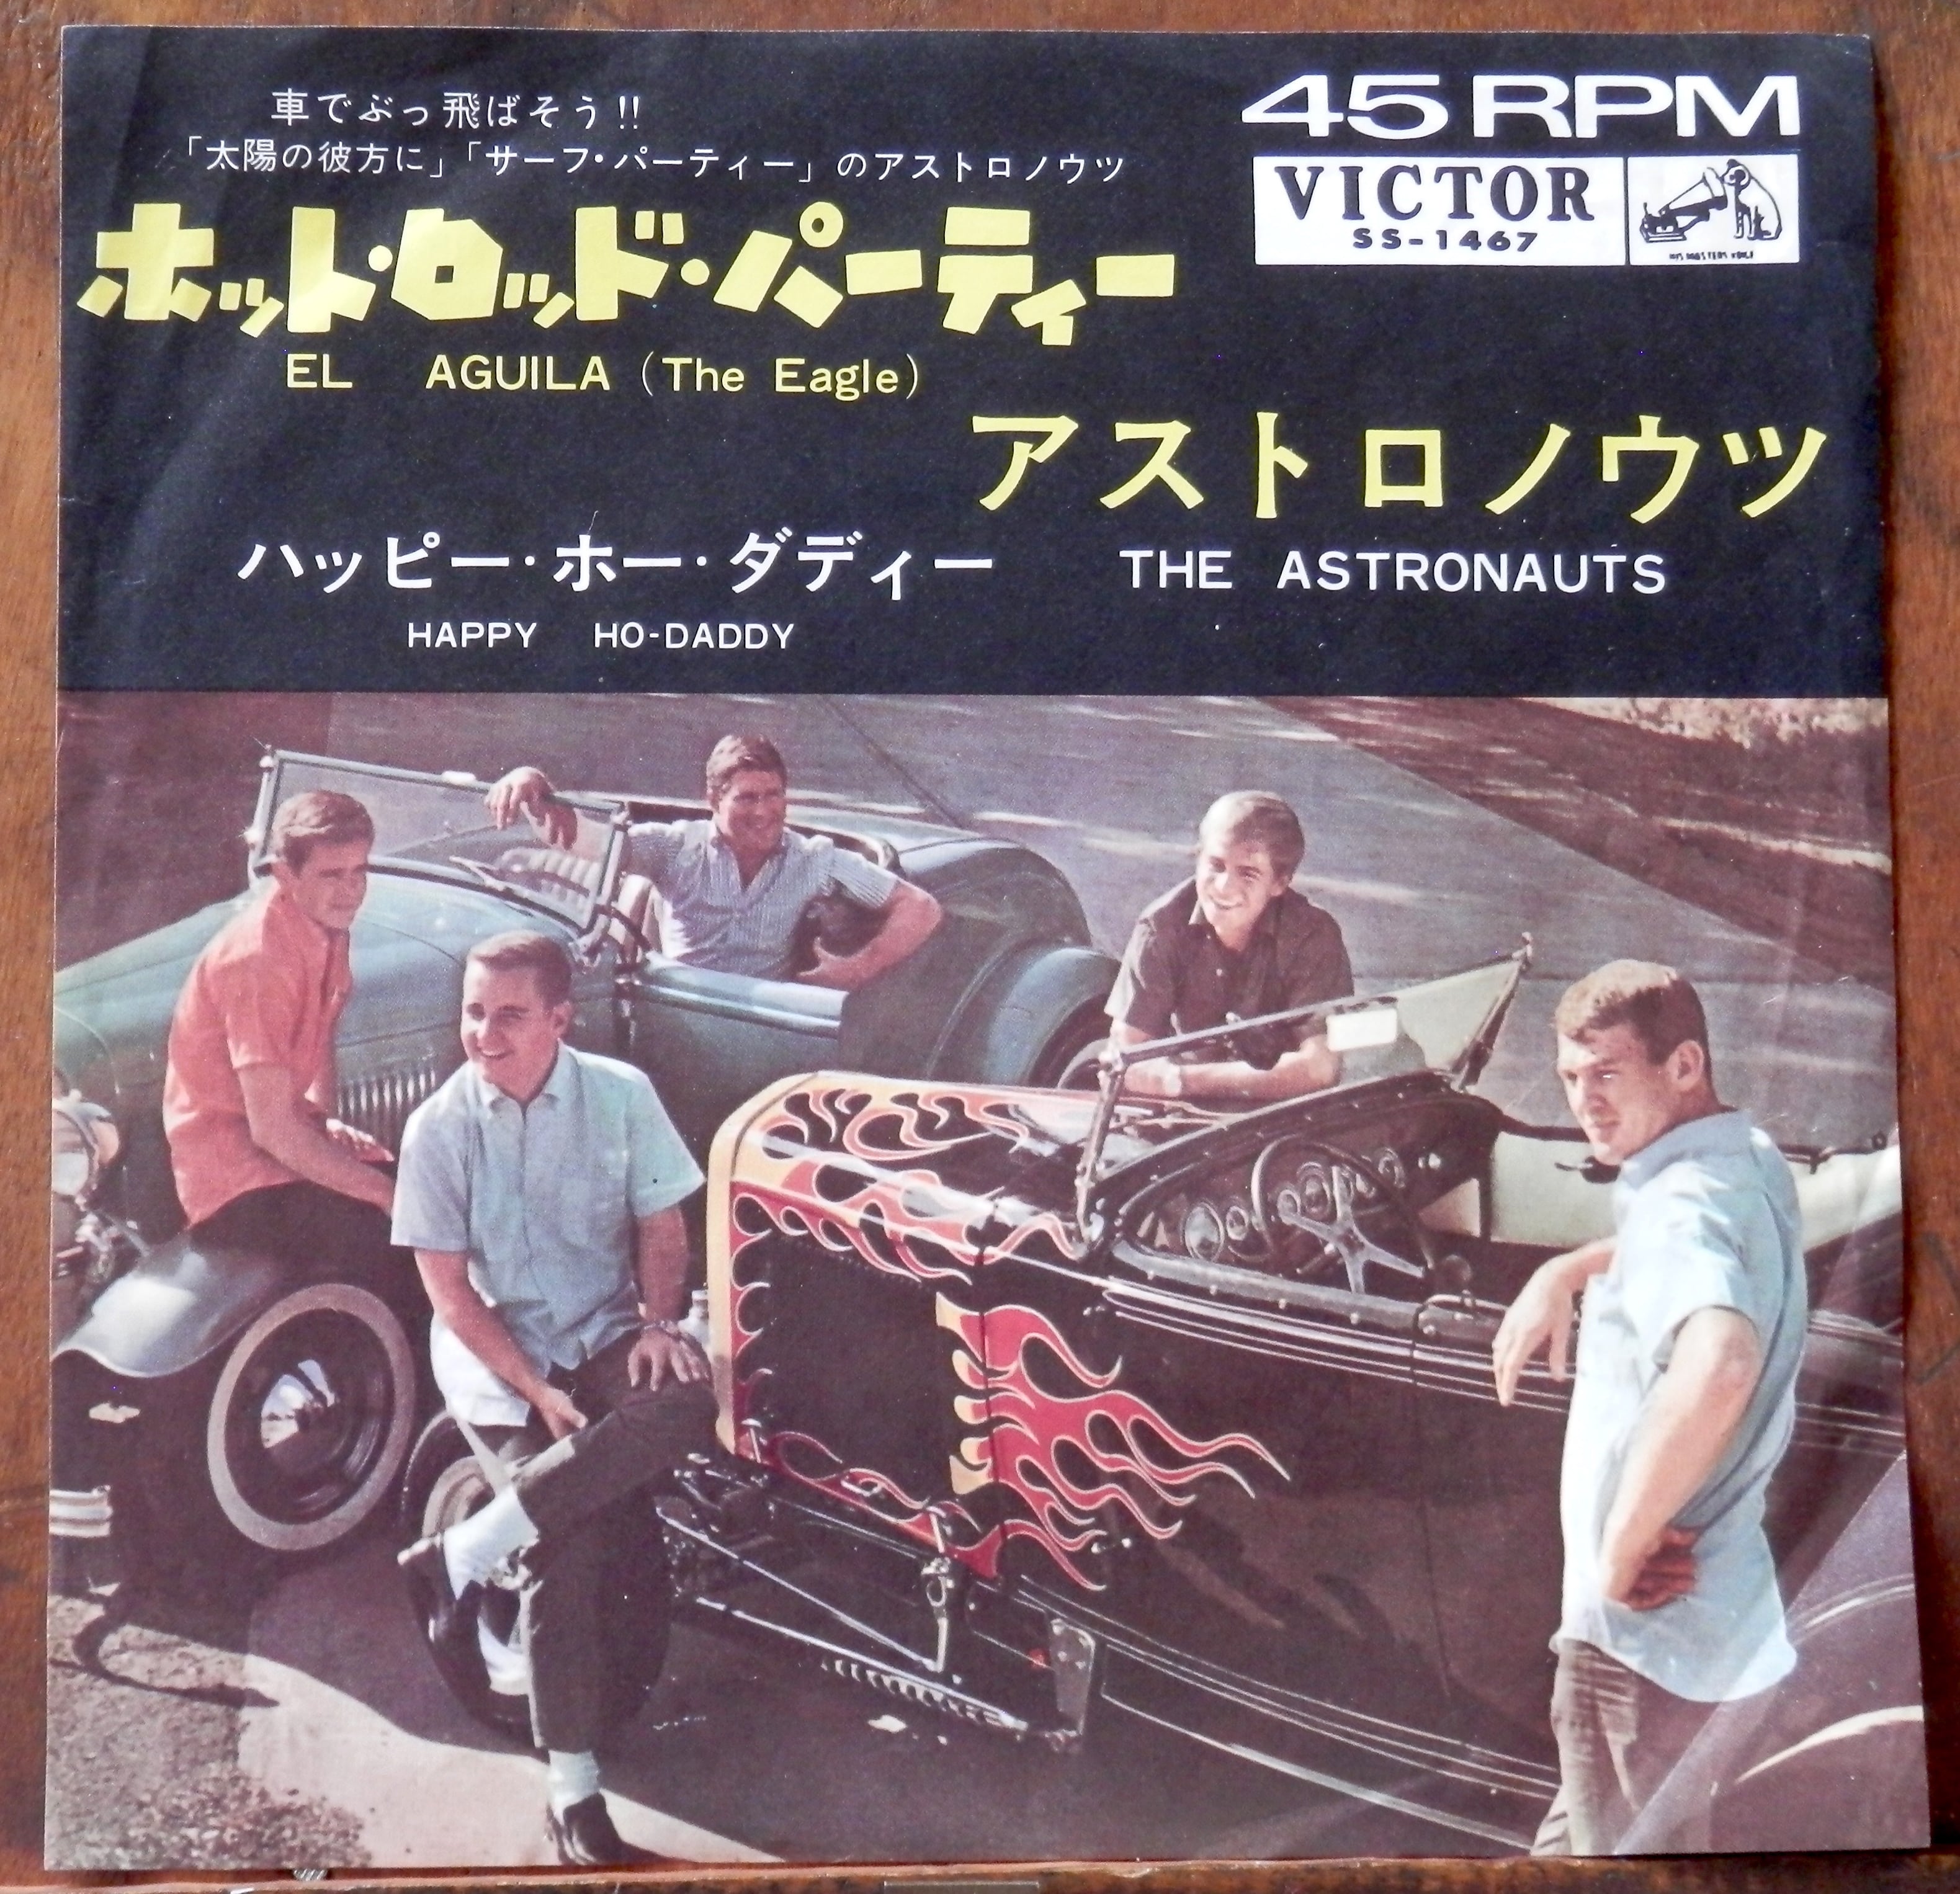 車でぶっ飛ばそう!!
「太陽の彼方に」「サーフ・パーティー」のアストロノウツ
ホット・ロッド・パーティー
EL AGUILA (The Eagle)
45 RPM
VICTOR
SS-1467
HIS MASTERS VOICE
アストロノウツ
THE ASTRONAUTS
ハッピー・ホー・ダディー
HAPPY HO-DADDY